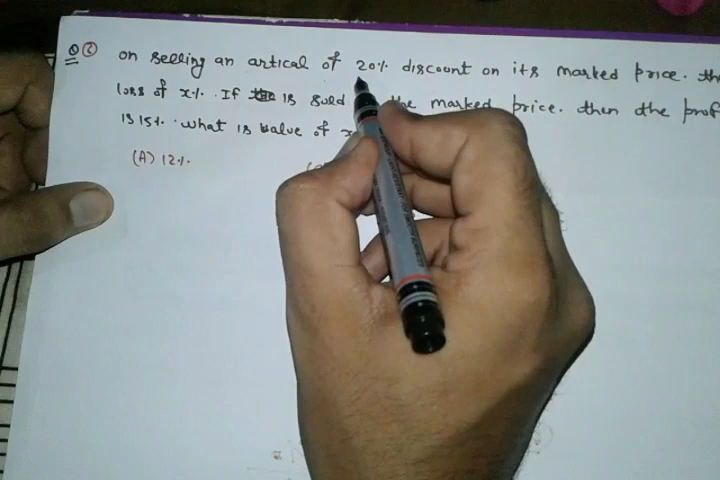 Q② on selling an artical of 20%. discount on its marked price. the
loss of x%. If is sold the marked price. then the prof
is 15%. what is value of x
(A) 12%.